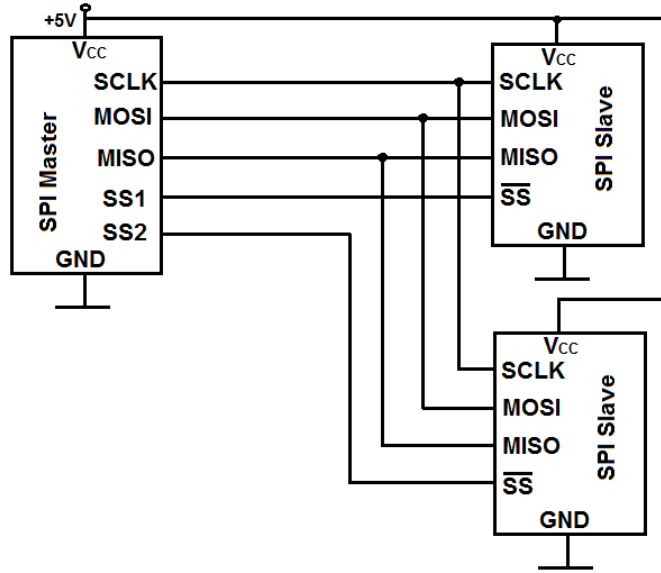 +5V
VCC
SCLK
MOSI
MISO
SS1
SS2
GND
SPI Master
VCC
SCLK
MOSI
MISO
SS
GND
SPI Slave
VCC
SCLK
MOSI
MISO
SS
GND
SPI Slave